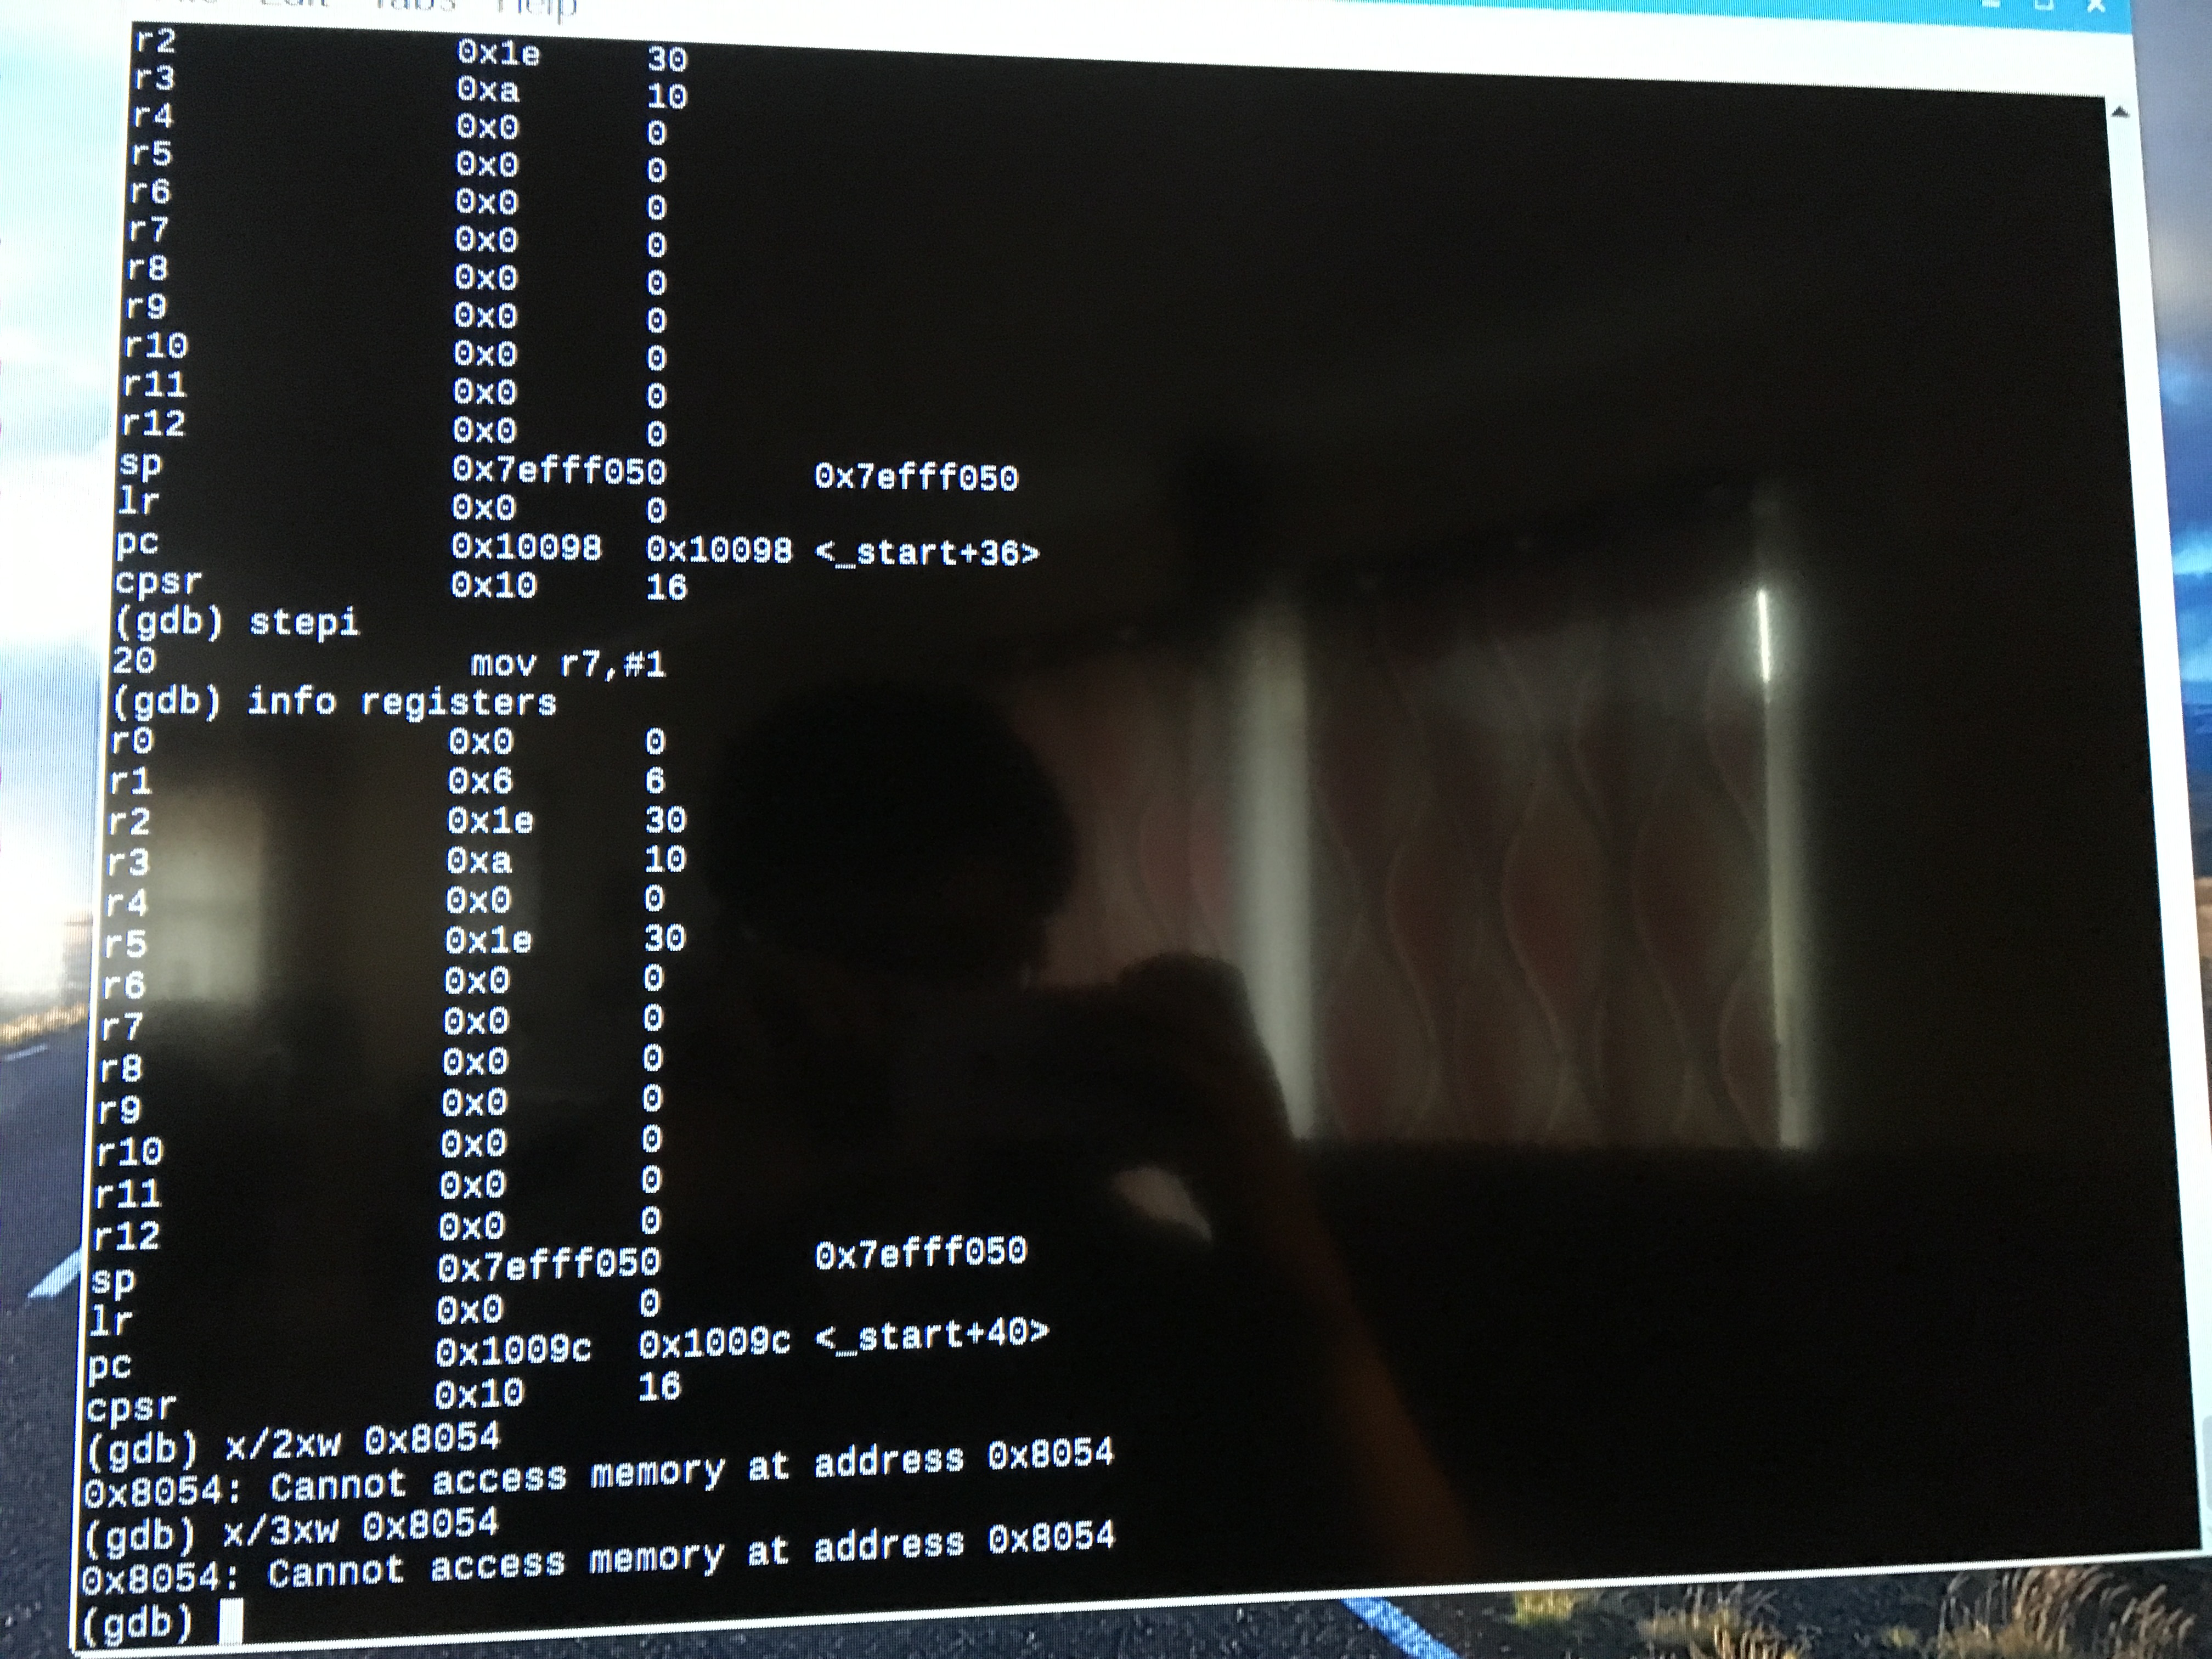 Edit Tabs Help
r2 0x1e 30
r3 0xa 10
r4 0x0 0
r5 0x0 0
r6 0x0 0
r7 0x0 0
r8 0x0 0
r9 0x0 0
r10 0x0 0
r11 0x0 0
r12 0x0 0
sp 0x7efff050 0x7efff050
lr 0x0 0
pc 0x10098 0x10098 <_start+36>
cpsr 0x10 16
(gdb) stepi
20 mov r7,#1
(gdb) info registers
r0 0x0 0
r1 0x6 6
r2 0x1e 30
r3 0xa 10
r4 0x0 0
r5 0x1e 30
r6 0x0 0
r7 0x0 0
r8 0x0 0
r9 0x0 0
r10 0x0 0
r11 0x0 0
r12 0x0 0
sp 0x7efff050 0x7efff050
lr 0x0 0
pc 0x1009c 0x1009c <_start+40>
cpsr 0x10 16
(gdb) x/2xw 0x8054
0x8054: Cannot access memory at address 0x8054
(gdb) x/3xw 0x8054
0x8054: Cannot access memory at address 0x8054
(gdb)